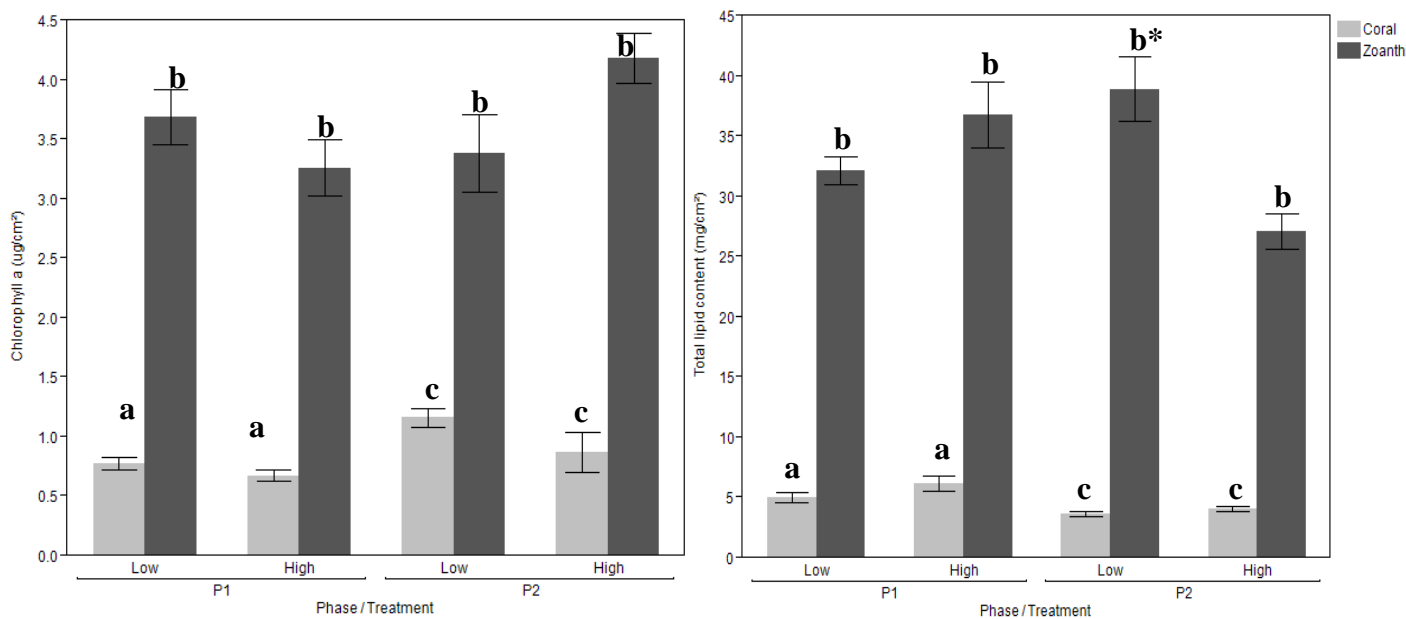 Chlorophyll a (ug/cm²)
4.5
4.0
3.5
3.0
2.5
2.0
1.5
1.0
0.5
0.0
a
b
a
b
c
b
c
b
Low High Low High
P1 P2
Phase / Treatment
Total lipid content (mg/cm²)
45
40
35
30
25
20
15
10
5
0
a
b
a
b
c
b*
c
b
Low High Low High
P1 P2
Phase / Treatment
Coral
Zoanth